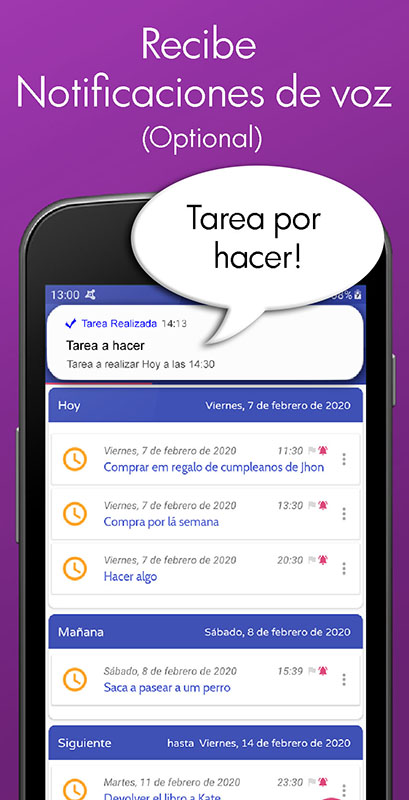 Recibe
Notificaciones de voz
(Optional)
Tarea por
hacer!
13:00
Tarea Realizada 14:13
Tarea a hacer
Tarea a realizar Hoy a las 14:30
Hoy Viernes, 7 de febrero de 2020
Viernes, 7 de febrero de 2020 11:30
Comprar em regalo de cumpleanos de Jhon
Viernes, 7 de febrero de 2020 13:30
Compra por lá semana
Viernes, 7 de febrero de 2020 20:30
Hacer algo
Mañana Sábado, 8 de febrero de 2020
Sábado, 8 de febrero de 2020 15:39
Saca a pasear a um perro
Siguiente hasta Viernes, 14 de febrero de 2020
Martes, 11 de febrero de 2020 23:30
Devolver el libro a Kate